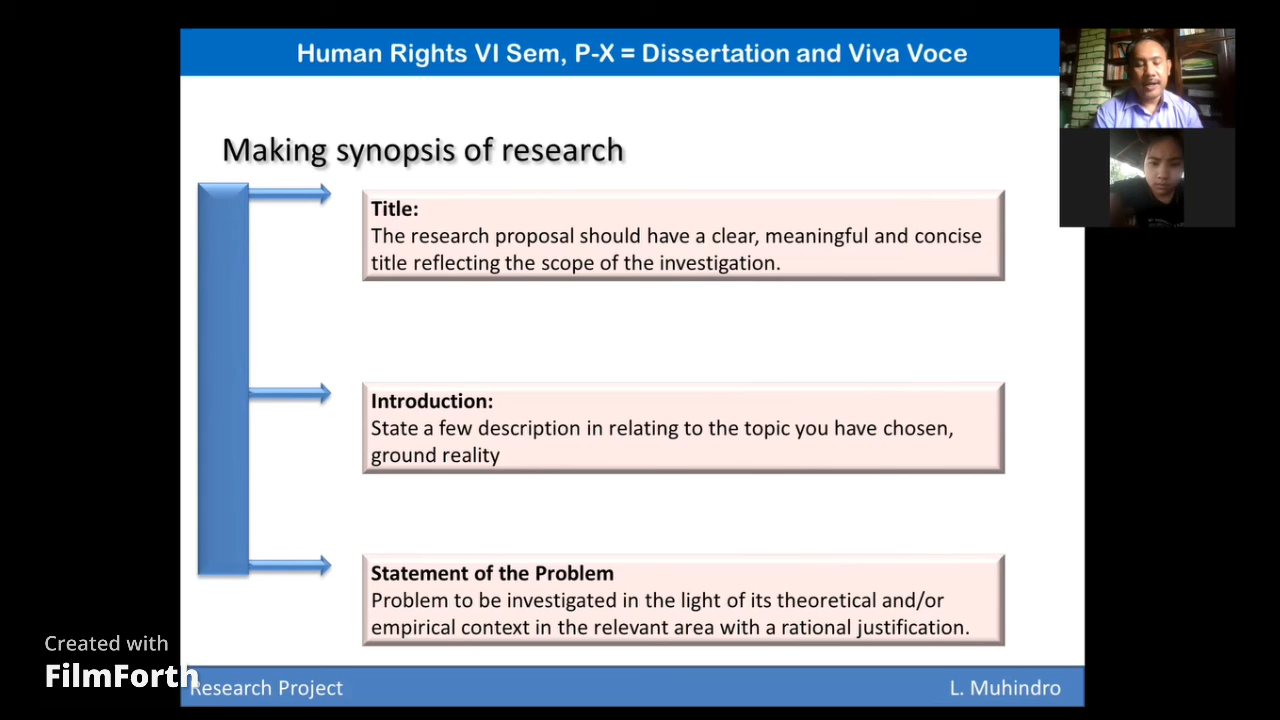 Human Rights VI Sem, P-X = Dissertation and Viva Voce
Making synopsis of research
Title:
The research proposal should have a clear, meaningful and concise
title reflecting the scope of the investigation.
Introduction:
State a few description in relating to the topic you have chosen,
ground reality
Statement of the Problem
Problem to be investigated in the light of its theoretical and/or
empirical context in the relevant area with a rational justification.
Created with
FilmForth
Research Project
L. Muhindro